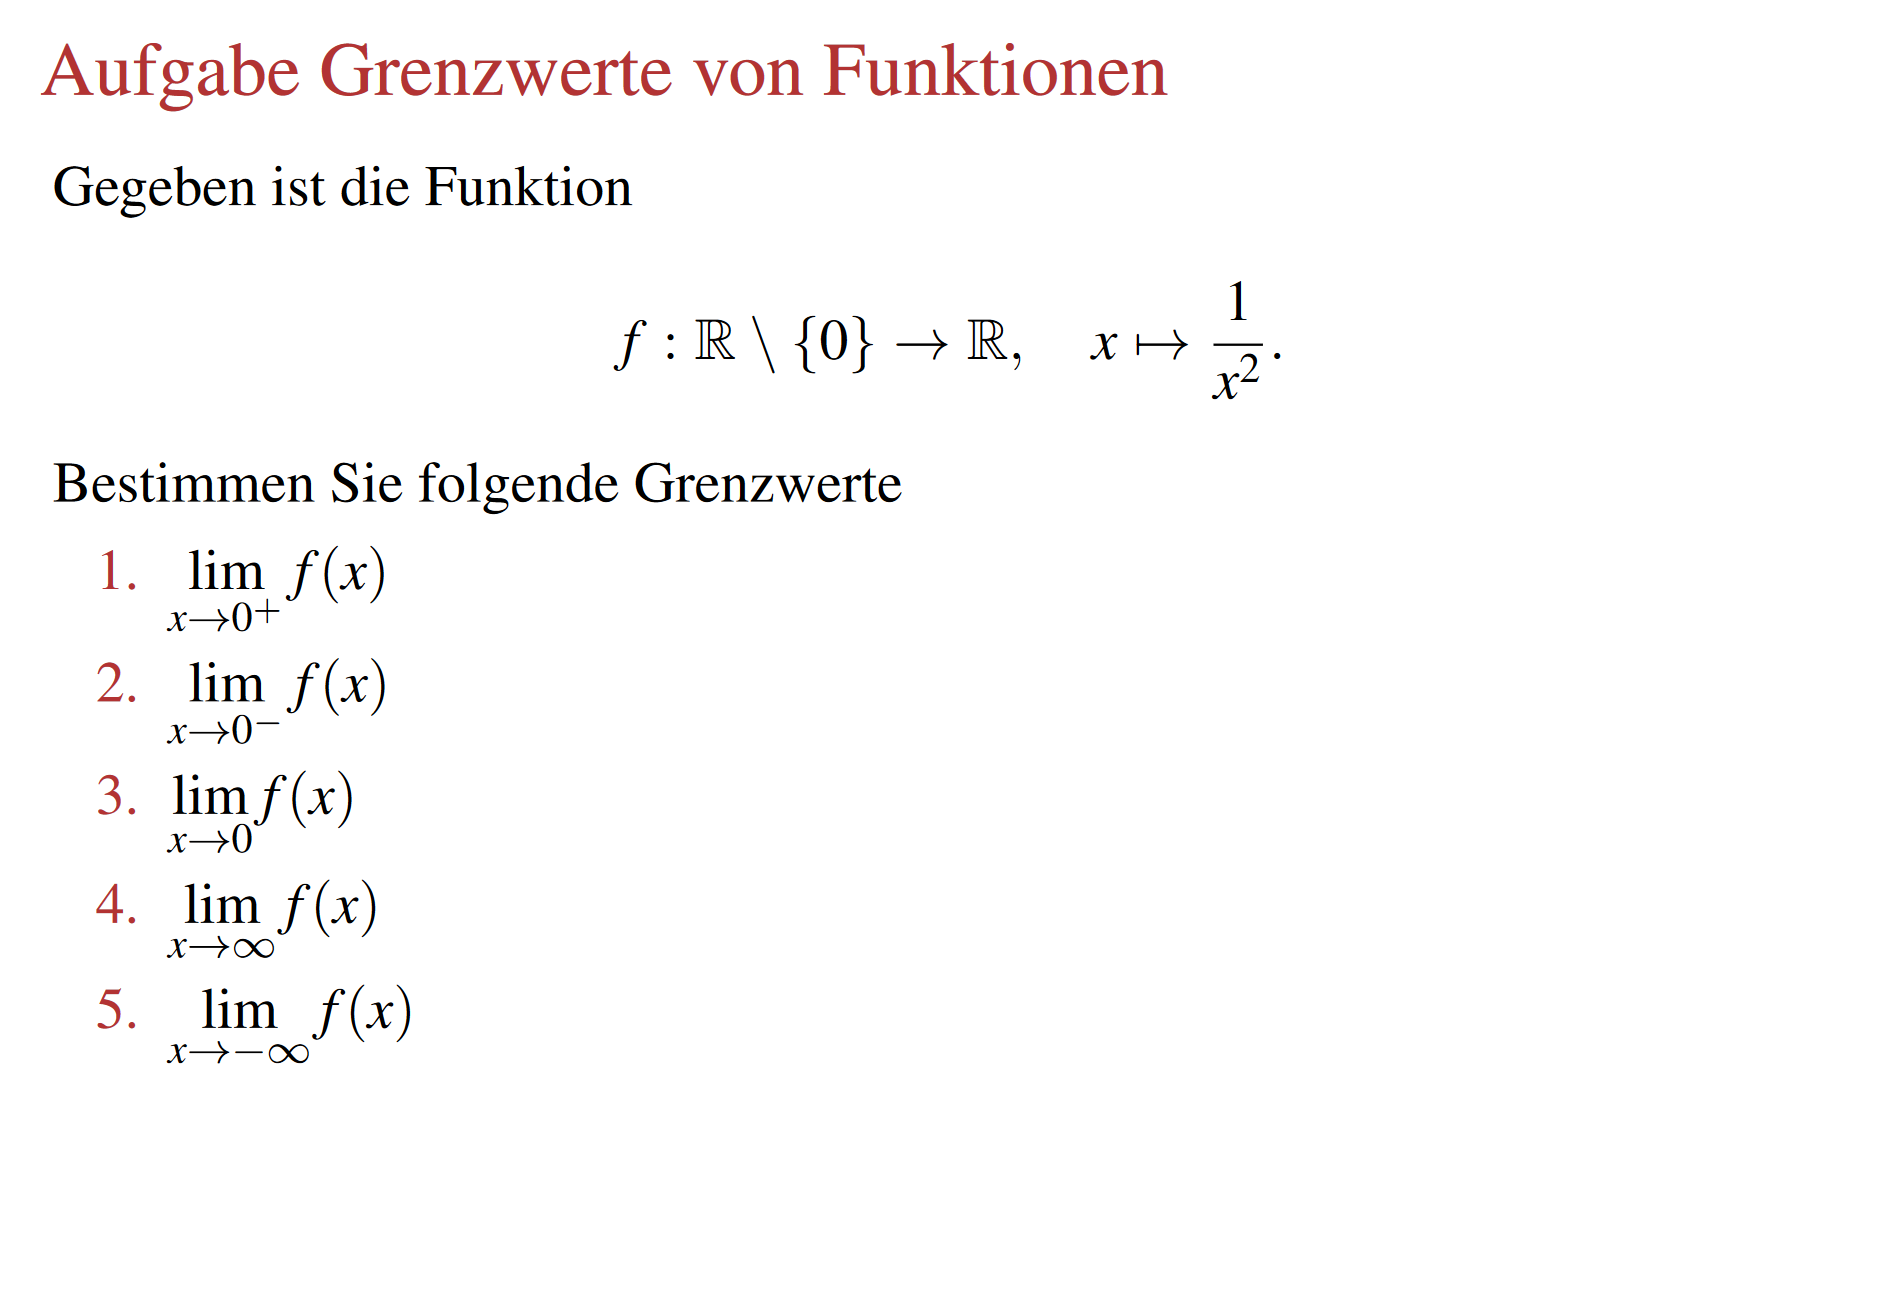 Aufgabe Grenzwerte von Funktionen
Gegeben ist die Funktion
f : ℝ \ {0} → ℝ, x ↦ 1/x².
Bestimmen Sie folgende Grenzwerte
1. lim_{x→0⁺} f(x)
2. lim_{x→0⁻} f(x)
3. lim_{x→0} f(x)
4. lim_{x→∞} f(x)
5. lim_{x→−∞} f(x)